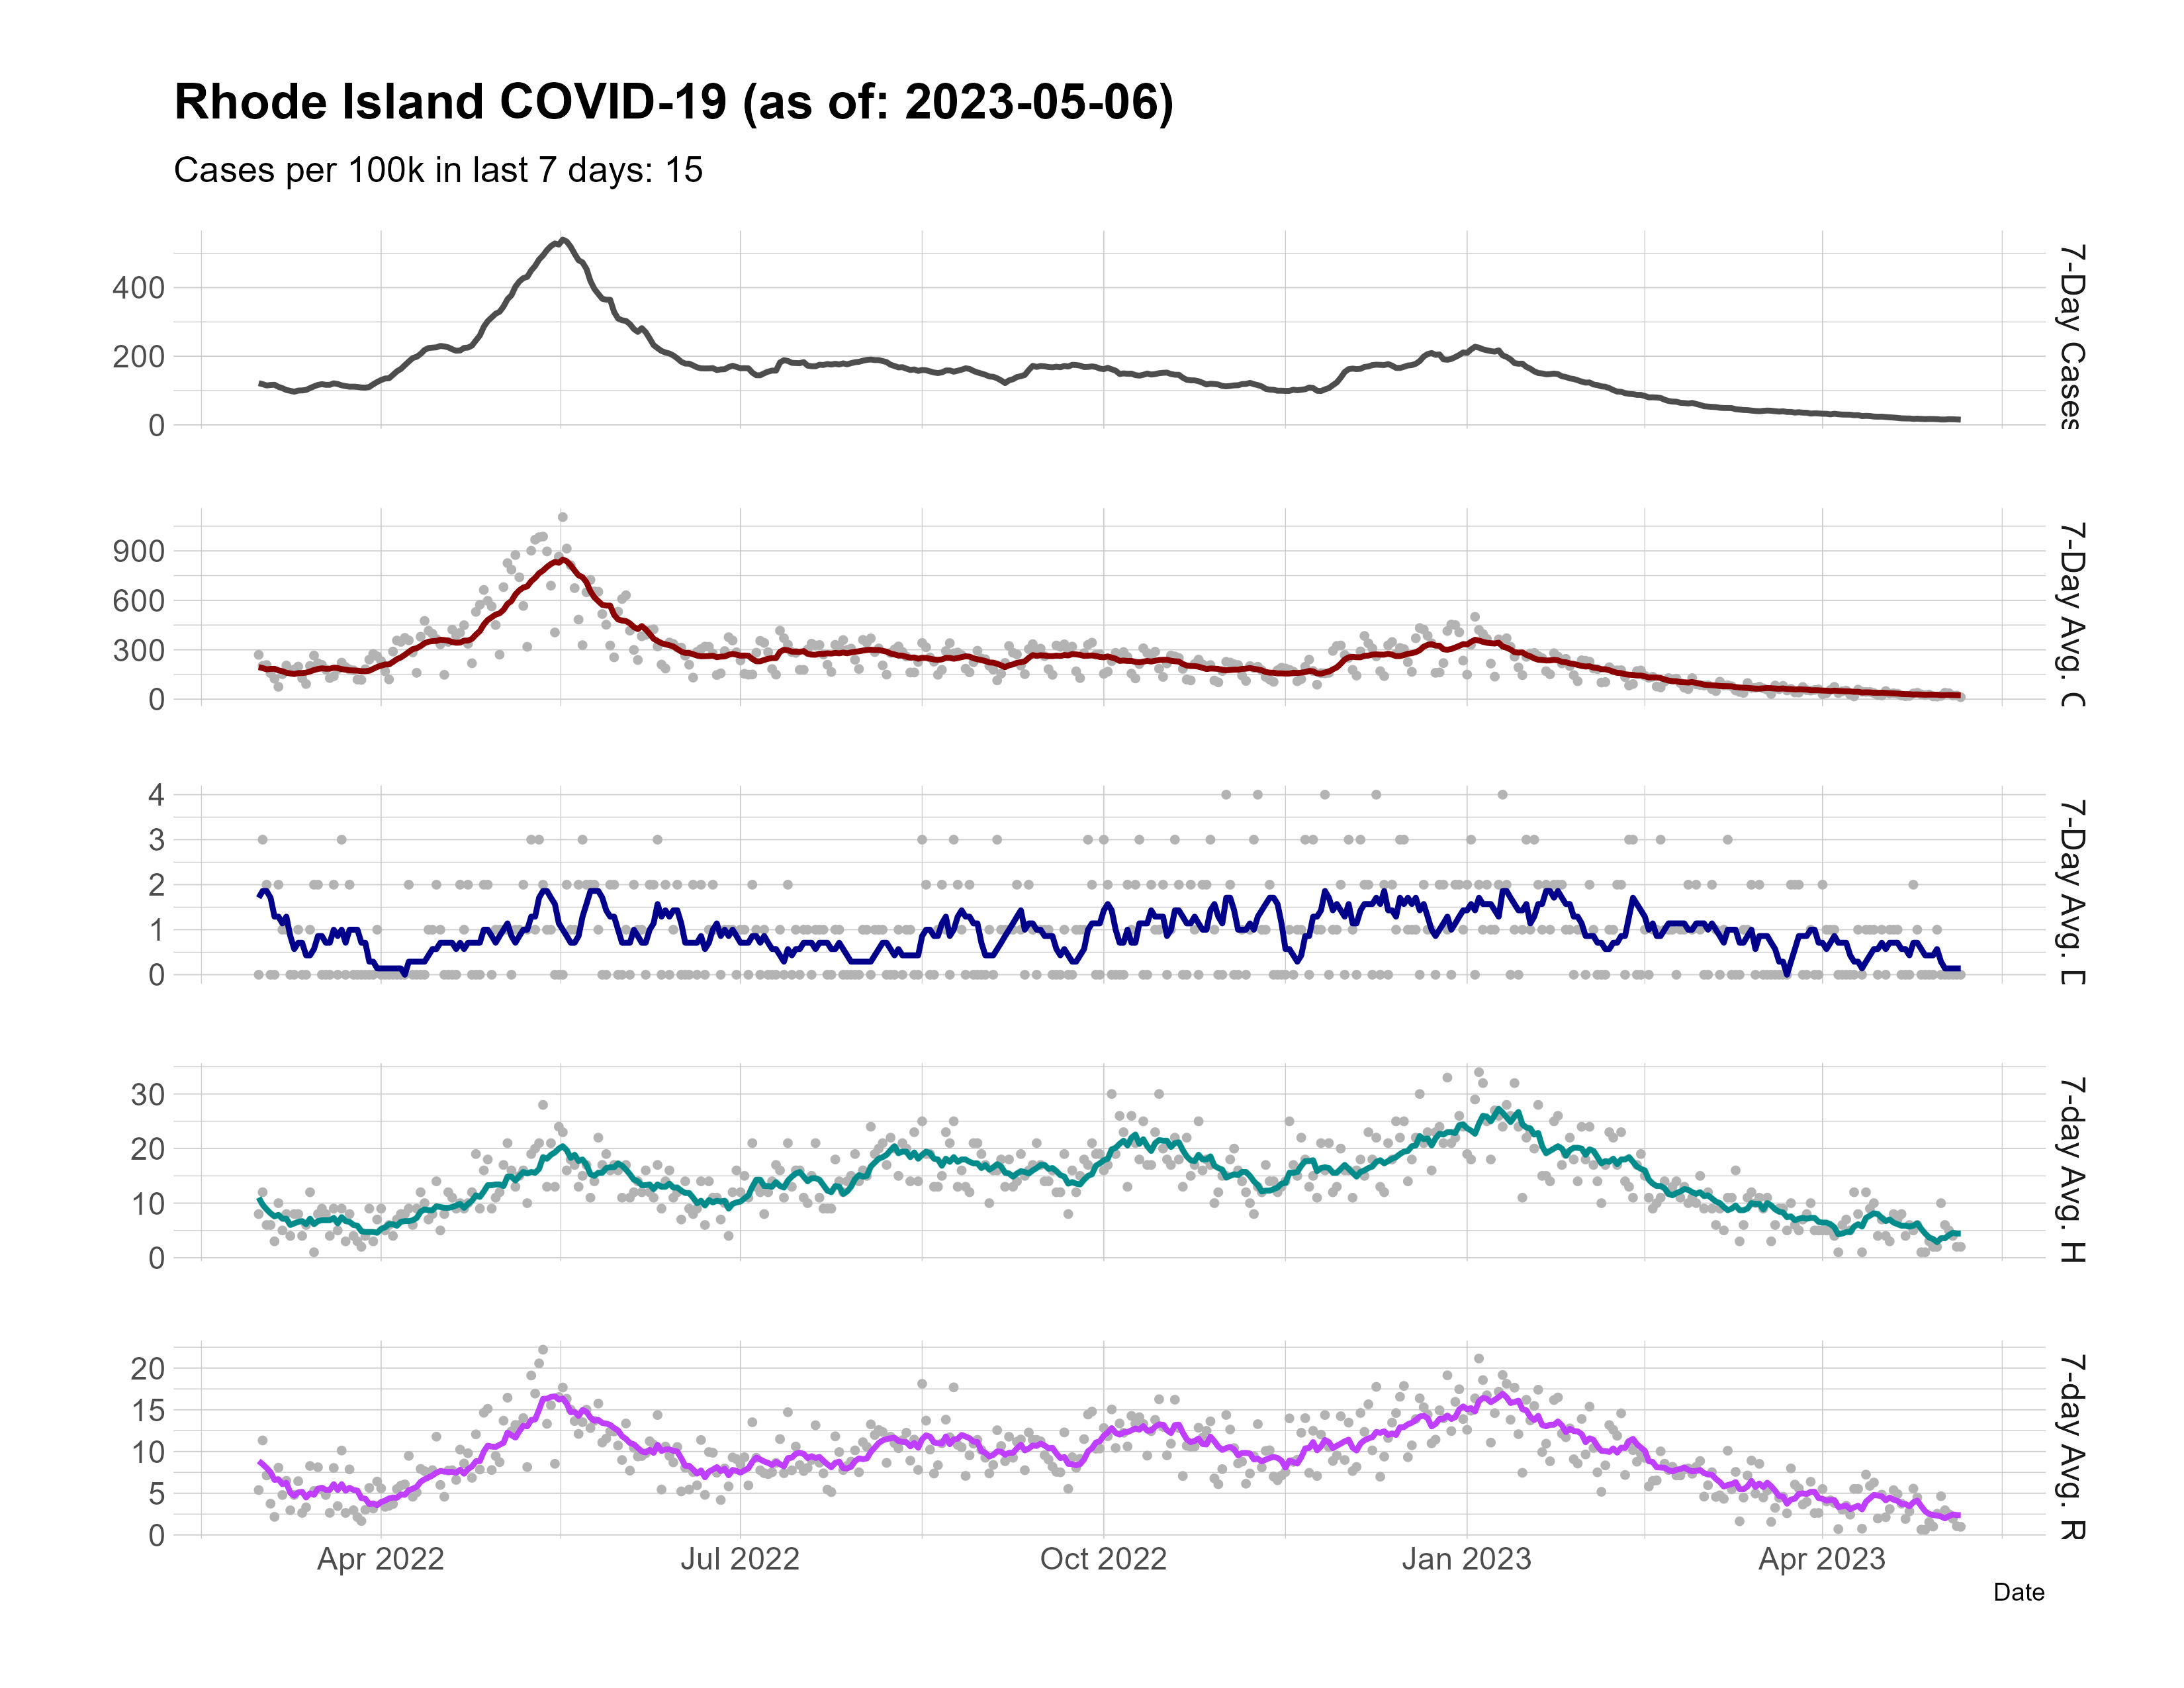 Rhode Island COVID-19 (as of: 2023-05-06)
Cases per 100k in last 7 days: 15
400
200
0
7-Day Cases
900
600
300
0
7-Day Avg. C
4
3
2
1
0
7-Day Avg. D
30
20
10
0
7-day Avg. H
20
15
10
5
0
7-day Avg. R
Apr 2022
Jul 2022
Oct 2022
Jan 2023
Apr 2023
Date